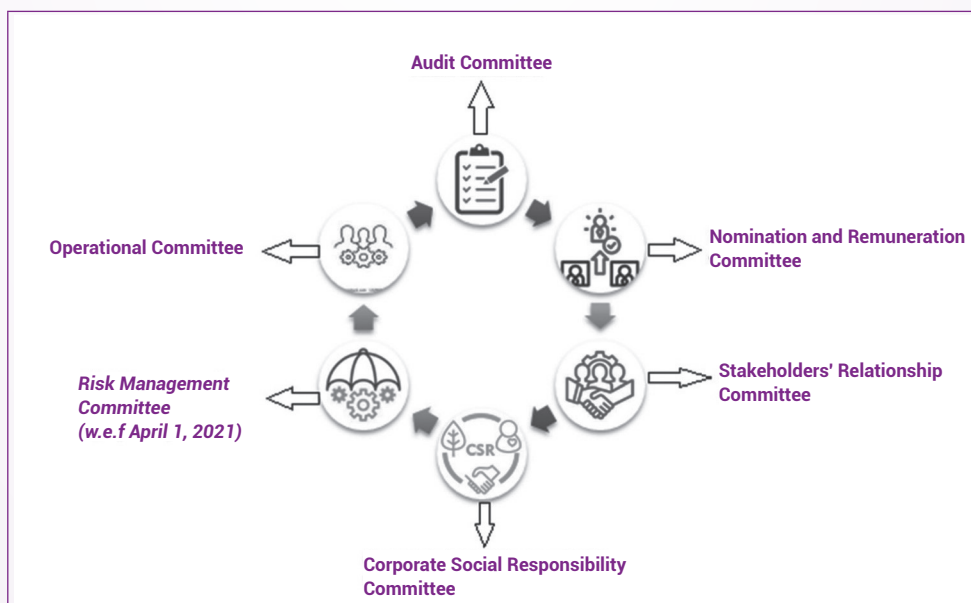 Audit Committee
Operational Committee
Nomination and Remuneration
Committee
Risk Management
Committee
(w.e.f April 1, 2021)
Stakeholders' Relationship
Committee
CSR
Corporate Social Responsibility
Committee